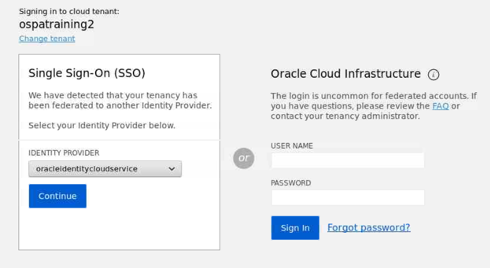 Signing in to cloud tenant:
ospatraining2
Change tenant
Single Sign-On (SSO)
We have detected that your tenancy has
been federated to another Identity Provider.
Select your Identity Provider below.
IDENTITY PROVIDER
oracleidentitycloudservice
Continue
or
Oracle Cloud Infrastructure
The login is uncommon for federated accounts. If
you have questions, please review the FAQ or
contact your tenancy administrator.
USER NAME
PASSWORD
Sign In Forgot password?